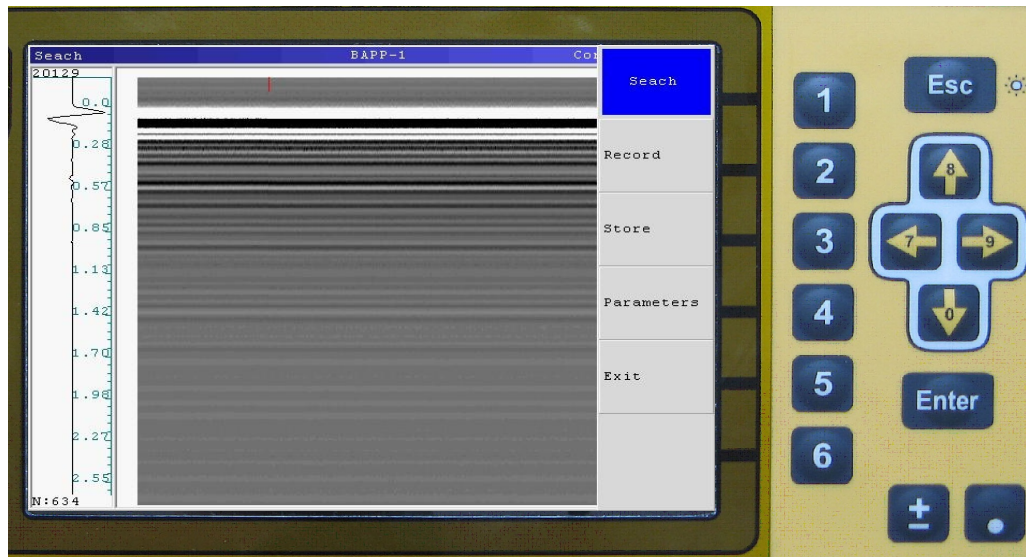 Seach BAPP-1
20129
0.0
0.28
0.57
0.85
1.13
1.42
1.70
1.98
2.27
2.55
N:634
Seach
Record
Store
Parameters
Exit
1
2
3
4
5
6
Esc
8
7
9
0
Enter
±
.